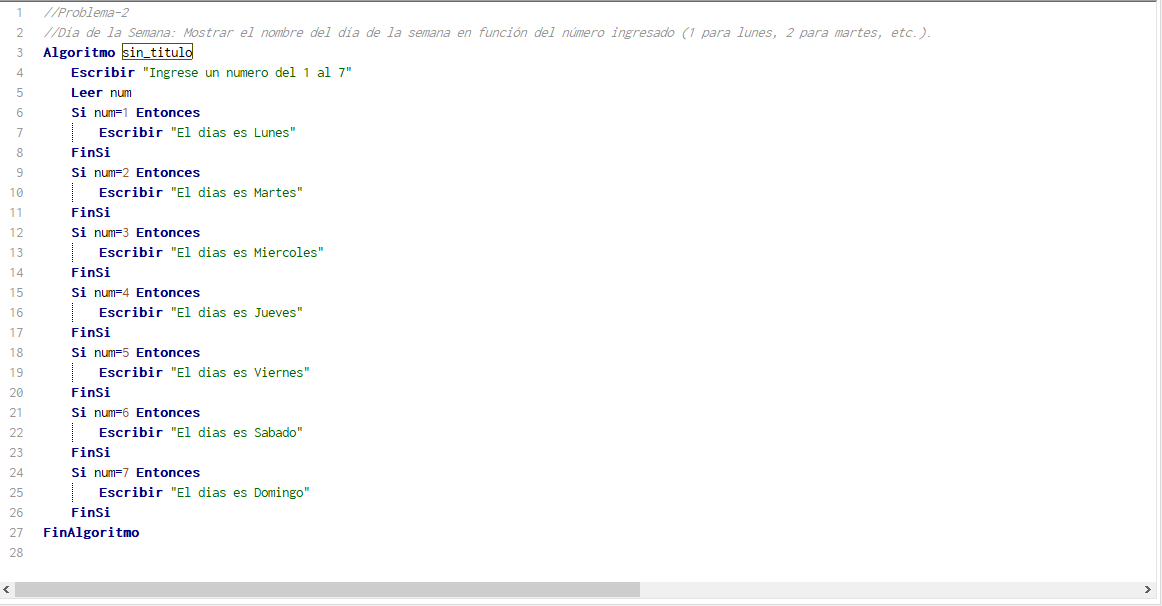 1 //Problema-2
2 //Día de la Semana: Mostrar el nombre del día de la semana en función del número ingresado (1 para lunes, 2 para martes, etc.).
3 Algoritmo sin_titulo
4 Escribir "Ingrese un numero del 1 al 7"
5 Leer num
6 Si num=1 Entonces
7 Escribir "El dias es Lunes"
8 FinSi
9 Si num=2 Entonces
10 Escribir "El dias es Martes"
11 FinSi
12 Si num=3 Entonces
13 Escribir "El dias es Miercoles"
14 FinSi
15 Si num=4 Entonces
16 Escribir "El dias es Jueves"
17 FinSi
18 Si num=5 Entonces
19 Escribir "El dias es Viernes"
20 FinSi
21 Si num=6 Entonces
22 Escribir "El dias es Sabado"
23 FinSi
24 Si num=7 Entonces
25 Escribir "El dias es Domingo"
26 FinSi
27 FinAlgoritmo
28